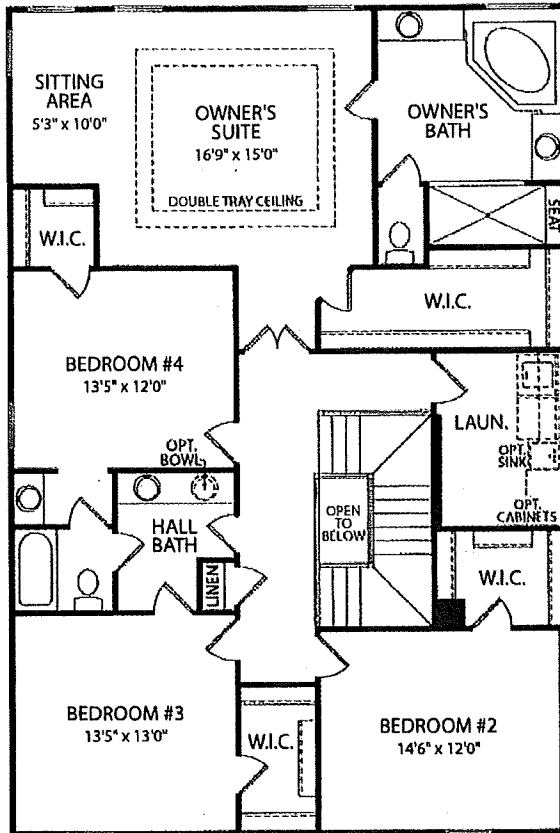 SITTING
AREA
5'3" x 10'0"
OWNER'S
SUITE
16'9" x 15'0"
DOUBLE TRAY CEILING
OWNER'S
BATH
SEAT
W.I.C.
W.I.C.
BEDROOM #4
13'5" x 12'0"
OPT.
BOWL
LAUN.
OPT.
SINK
OPT.
CABINETS
HALL
BATH
OPEN
TO
BELOW
LINEN
W.I.C.
BEDROOM #3
13'5" x 13'0"
W.I.C.
BEDROOM #2
14'6" x 12'0"